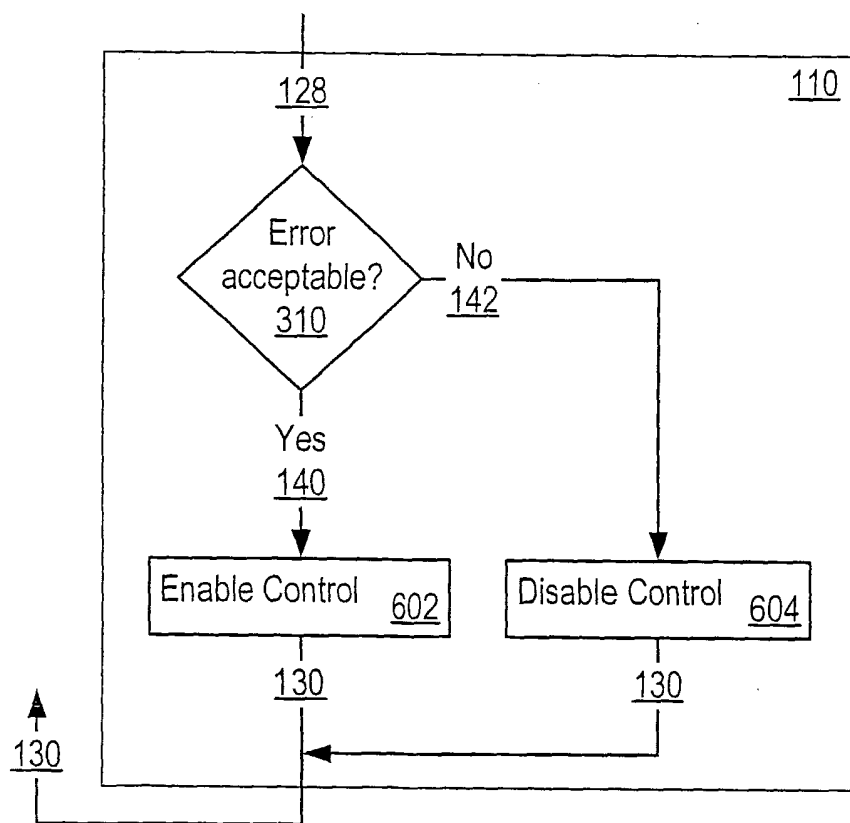 128
110
Error
acceptable?
310
No
142
Yes
140
Enable Control 602
Disable Control 604
130
130
130